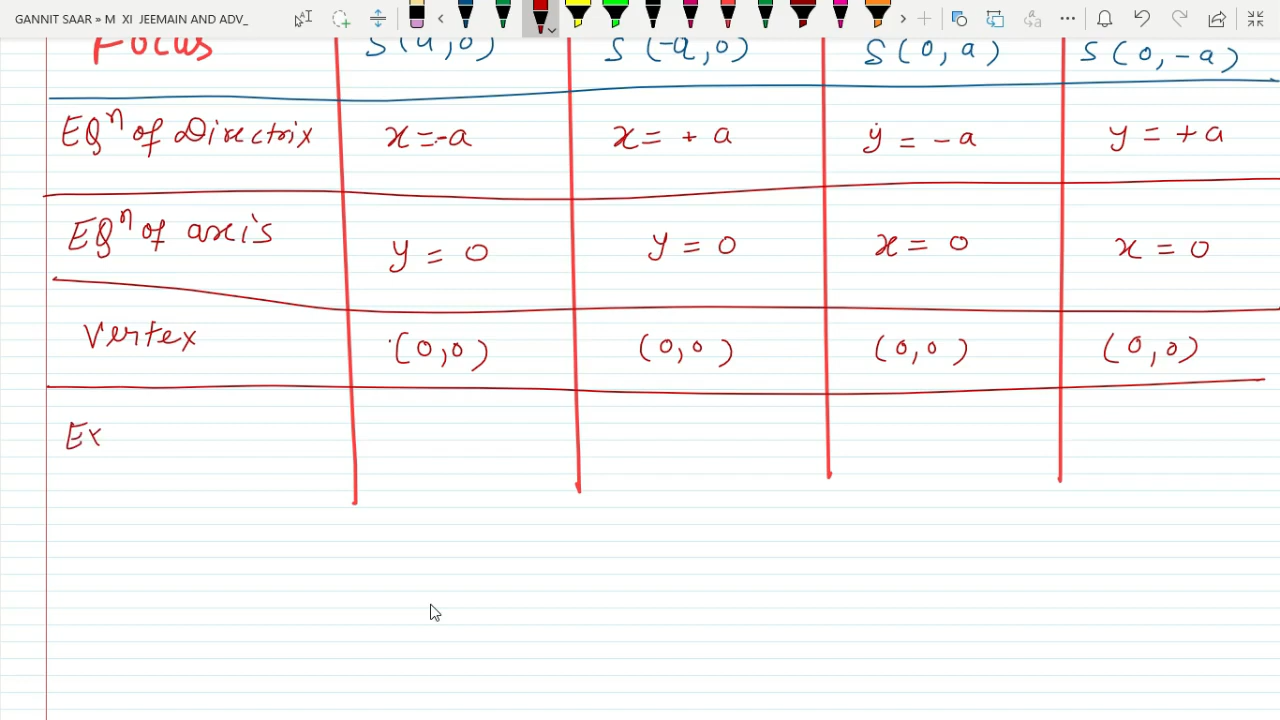 GANNIT SAAR » M XI JEEMAIN AND ADV_
Focus S(a,0) S(-a,0) S(0,a) S(0,-a)
EQⁿ of Directrix x=-a x= + a y = - a y = + a
EQⁿ of axis y = 0 y = 0 x = 0 x = 0
Vertex (0,0) (0,0) (0,0) (0,0)
Ex